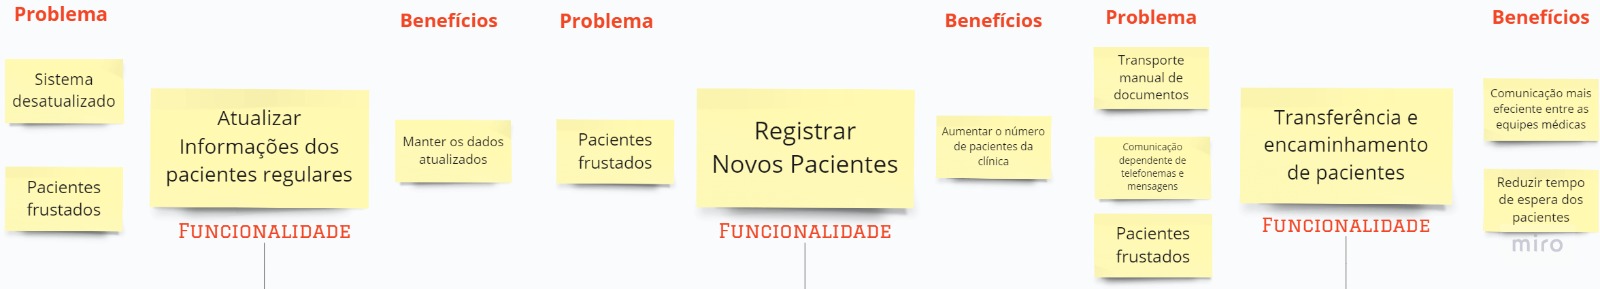 Problema
Sistema
desatualizado
Pacientes
frustados
Atualizar
Informações dos
pacientes regulares
FUNCIONALIDADE
Benefícios
Manter os dados
atualizados
Problema
Pacientes
frustados
Registrar
Novos Pacientes
FUNCIONALIDADE
Benefícios
Aumentar o número
de pacientes da
clínica
Problema
Transporte
manual de
documentos
Comunicação
dependente de
telefonemas e
mensagens
Pacientes
frustados
Transferência e
encaminhamento
de pacientes
FUNCIONALIDADE
Benefícios
Comunicação mais
efeciente entre as
equipes médicas
Reduzir tempo
de espera dos
pacientes
miro